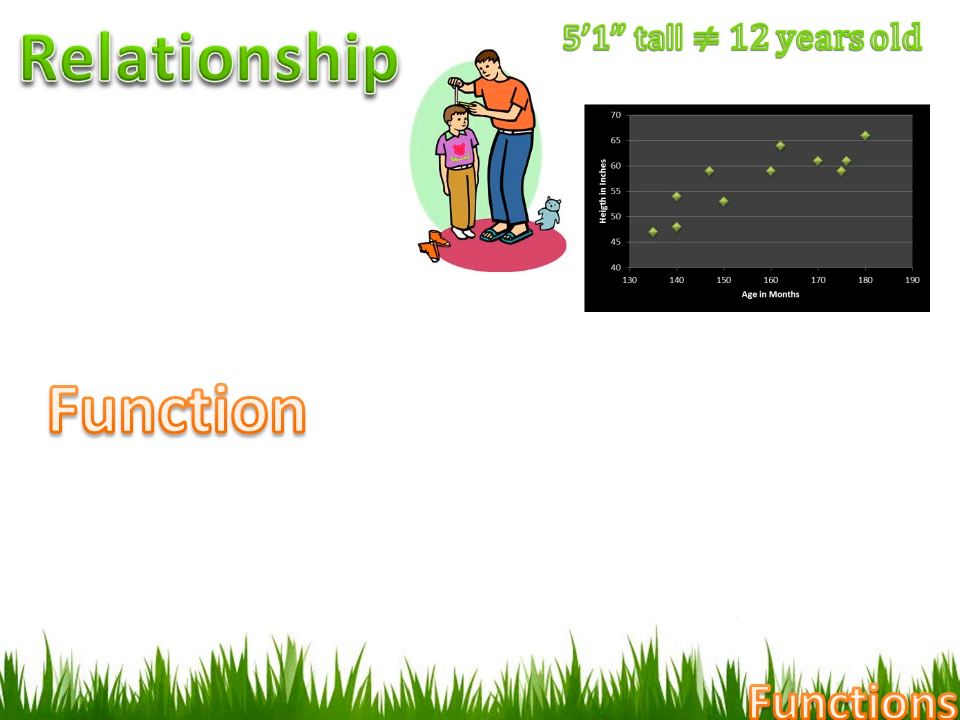 Relationship
5’1” tall ≠ 12 years old
70
65
60
55
50
45
40
Heigth in Inches
130 140 150 160 170 180 190
Age in Months
Function
Functions